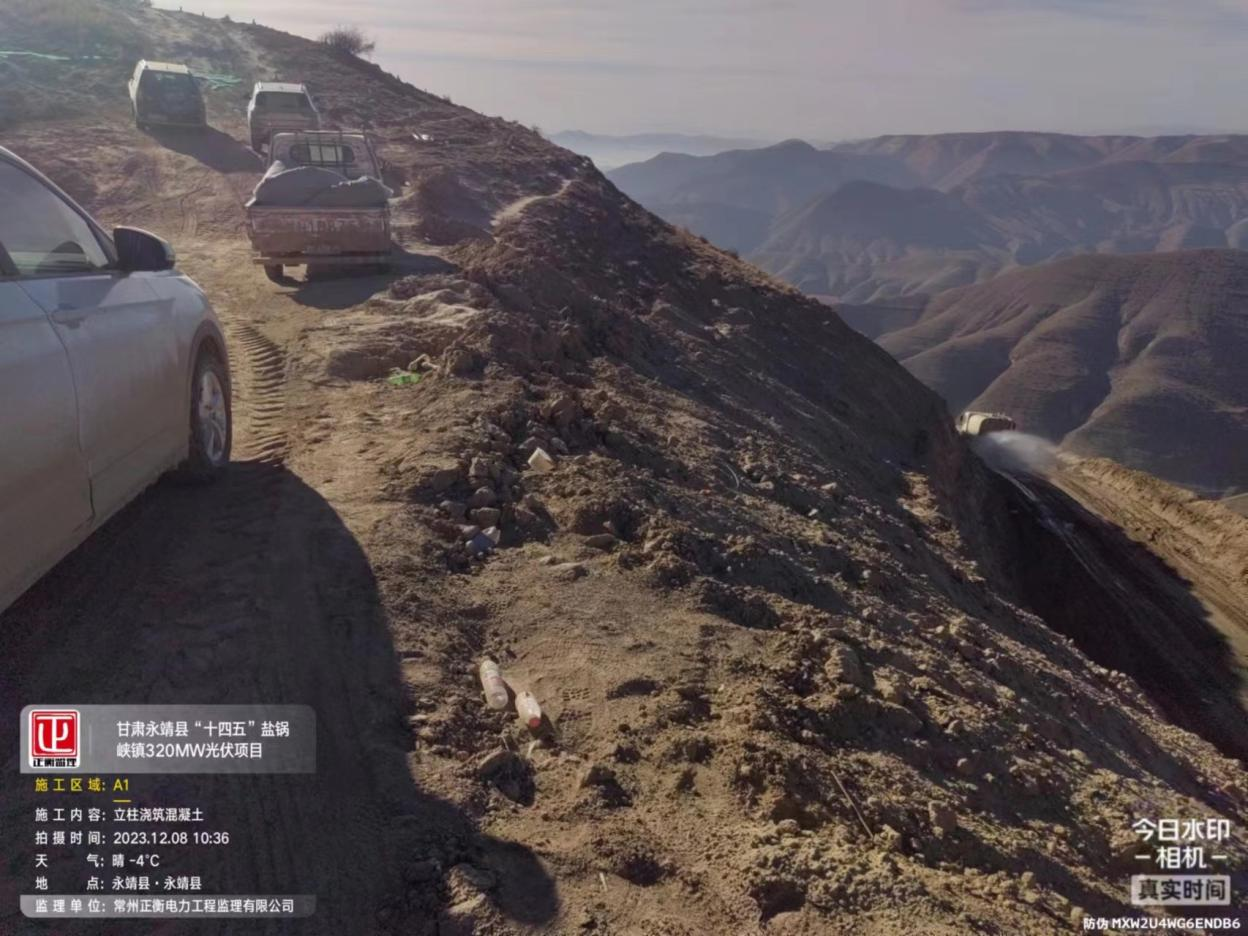 正衡监理
甘肃永靖县“十四五”盐锅
峡镇320MW光伏项目
施工区域：A1
施工内容：立柱浇筑混凝土
拍摄时间：2023.12.08 10:36
天气：晴 -4℃
地点：永靖县·永靖县
监理单位：常州正衡电力工程监理有限公司
今日水印
相机
真实时间
防伪 MXW2U4WG6ENDB6